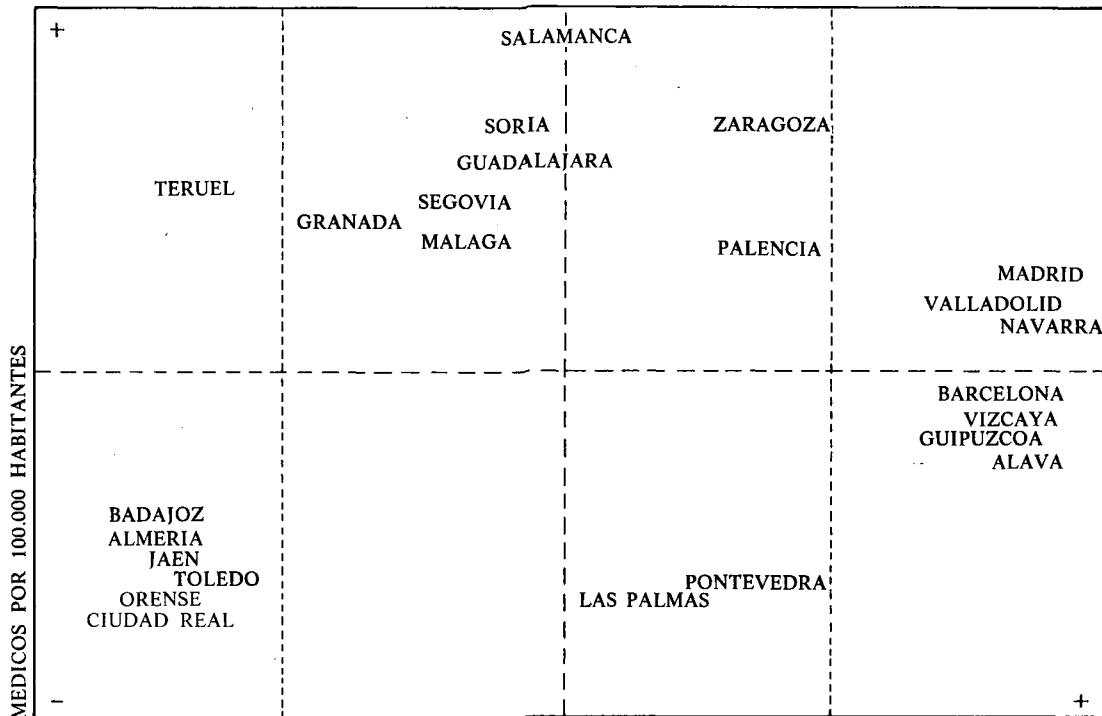 +
SALAMANCA
SORIA ZARAGOZA
GUADALAJARA
TERUEL
SEGOVIA
GRANADA
MALAGA PALENCIA
MADRID
VALLADOLID
NAVARRA
MEDICOS POR 100.000 HABITANTES
BARCELONA
VIZCAYA
GUIPUZCOA
ALAVA
BADAJOZ
ALMERIA
JAEN
TOLEDO PONTEVEDRA
ORENSE LAS PALMAS
CIUDAD REAL
− +